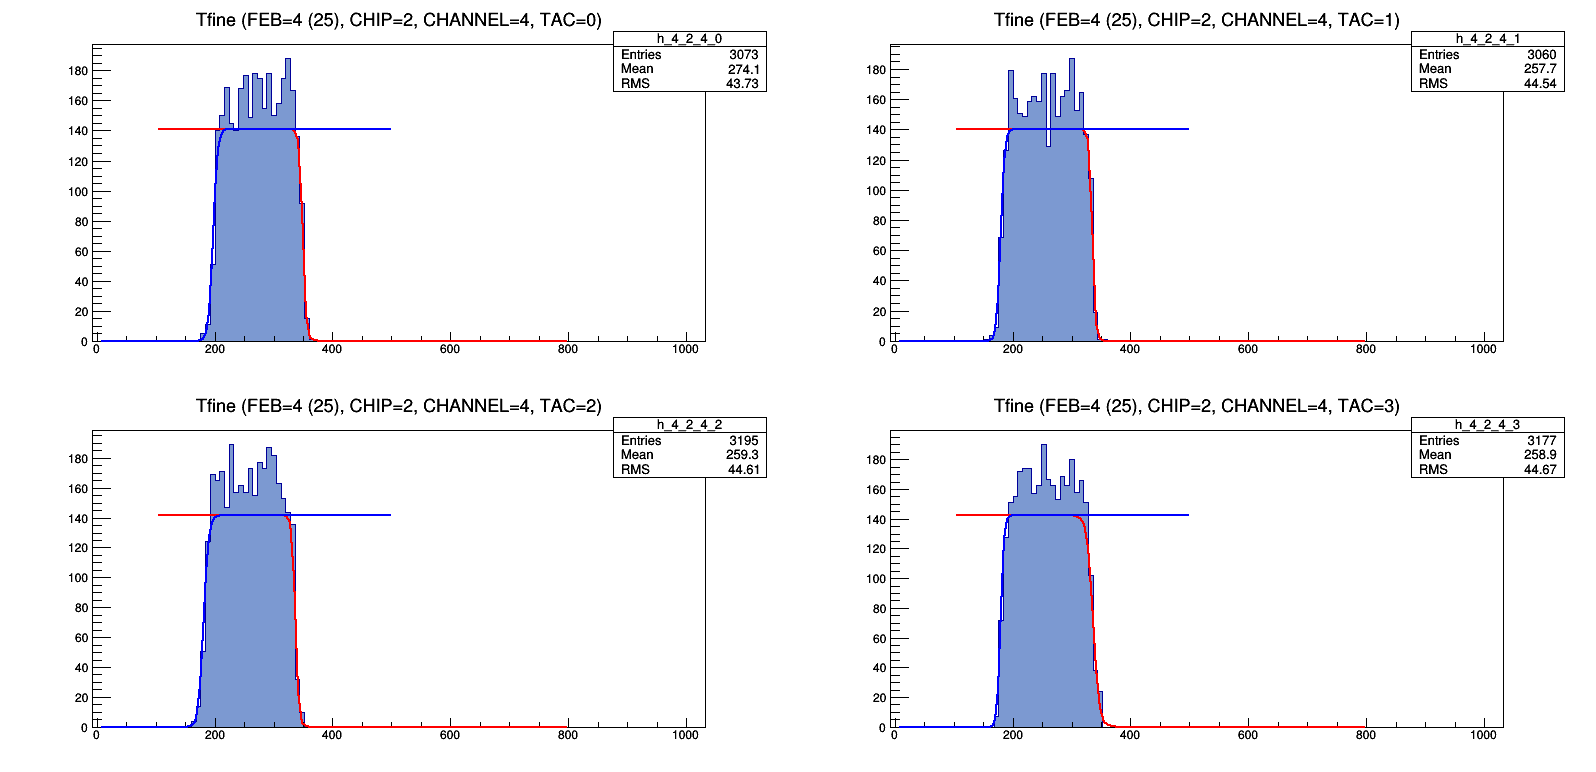 Tfine (FEB=4 (25), CHIP=2, CHANNEL=4, TAC=0)
h_4_2_4_0
Entries 3073
Mean 274.1
RMS 43.73
180
160
140
120
100
80
60
40
20
0
0 200 400 600 800 1000
Tfine (FEB=4 (25), CHIP=2, CHANNEL=4, TAC=1)
h_4_2_4_1
Entries 3060
Mean 257.7
RMS 44.54
180
160
140
120
100
80
60
40
20
0
0 200 400 600 800 1000
Tfine (FEB=4 (25), CHIP=2, CHANNEL=4, TAC=2)
h_4_2_4_2
Entries 3195
Mean 259.3
RMS 44.61
180
160
140
120
100
80
60
40
20
0
0 200 400 600 800 1000
Tfine (FEB=4 (25), CHIP=2, CHANNEL=4, TAC=3)
h_4_2_4_3
Entries 3177
Mean 258.9
RMS 44.67
180
160
140
120
100
80
60
40
20
0
0 200 400 600 800 1000